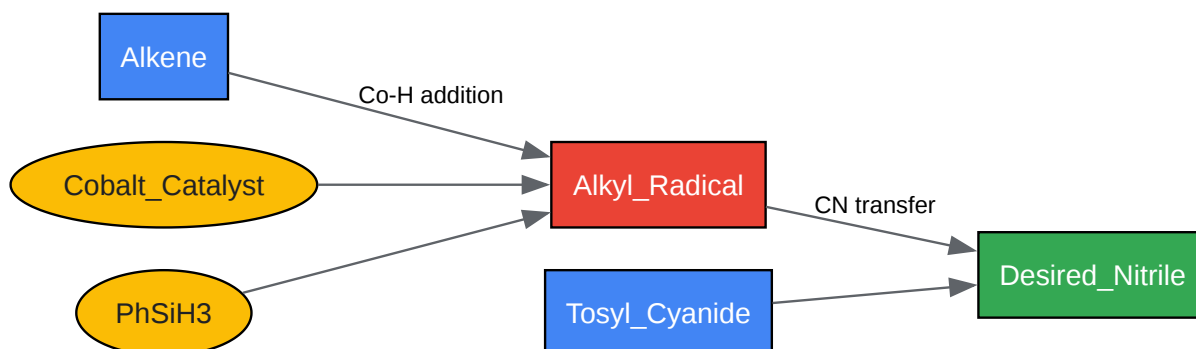 Alkene
Co-H addition
Cobalt_Catalyst
Alkyl_Radical
CN transfer
Desired_Nitrile
PhSiH3
Tosyl_Cyanide